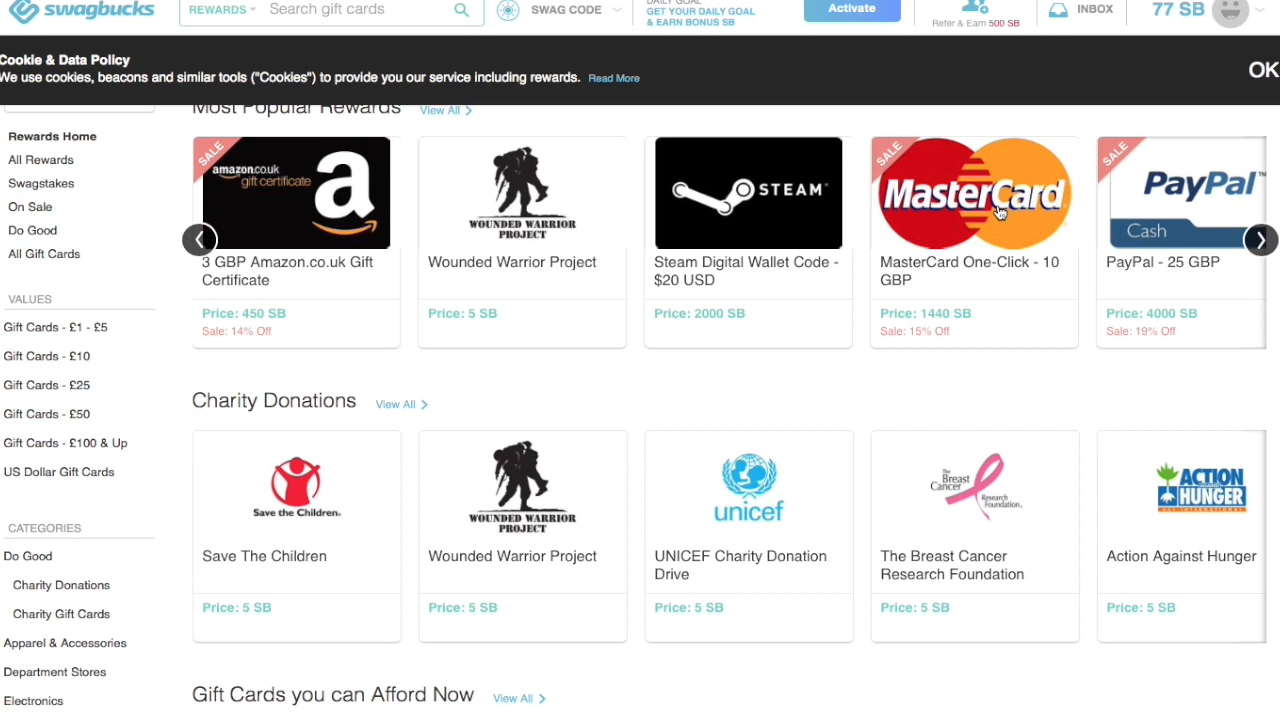 swagbucks
REWARDS
Search gift cards
SWAG CODE
DAILY GOAL
GET YOUR DAILY GOAL
& EARN BONUS SB
Activate
Refer & Earn 500 SB
INBOX
77 SB
Cookie & Data Policy
We use cookies, beacons and similar tools ("Cookies") to provide you our service including rewards. Read More
OK
Most Popular Rewards View All
Rewards Home
All Rewards
Swagstakes
On Sale
Do Good
All Gift Cards
VALUES
Gift Cards - £1 - £5
Gift Cards - £10
Gift Cards - £25
Gift Cards - £50
Gift Cards - £100 & Up
US Dollar Gift Cards
CATEGORIES
Do Good
Charity Donations
Charity Gift Cards
Apparel & Accessories
Department Stores
Electronics
SALE
amazon.co.uk
gift certificate
a
3 GBP Amazon.co.uk Gift
Certificate
Price: 450 SB
Sale: 14% Off
WOUNDED WARRIOR
PROJECT
Wounded Warrior Project
Price: 5 SB
STEAM
Steam Digital Wallet Code -
$20 USD
Price: 2000 SB
SALE
MasterCard
MasterCard One-Click - 10
GBP
Price: 1440 SB
Sale: 15% Off
SALE
PayPal
Cash
PayPal - 25 GBP
Price: 4000 SB
Sale: 19% Off
Charity Donations View All
Save the Children.
Save The Children
Price: 5 SB
WOUNDED WARRIOR
PROJECT
Wounded Warrior Project
Price: 5 SB
unicef
UNICEF Charity Donation
Drive
Price: 5 SB
The
Breast
Cancer
Research
Foundation
The Breast Cancer
Research Foundation
Price: 5 SB
ACTION
HUNGER
Action Against Hunger
Price: 5 SB
Gift Cards you can Afford Now View All